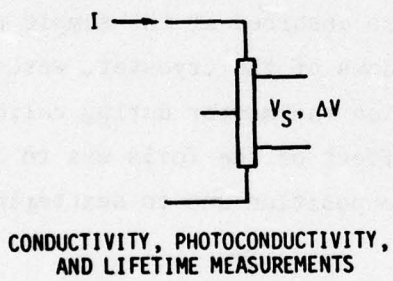 I
V_S, ΔV
CONDUCTIVITY, PHOTOCONDUCTIVITY,
AND LIFETIME MEASUREMENTS